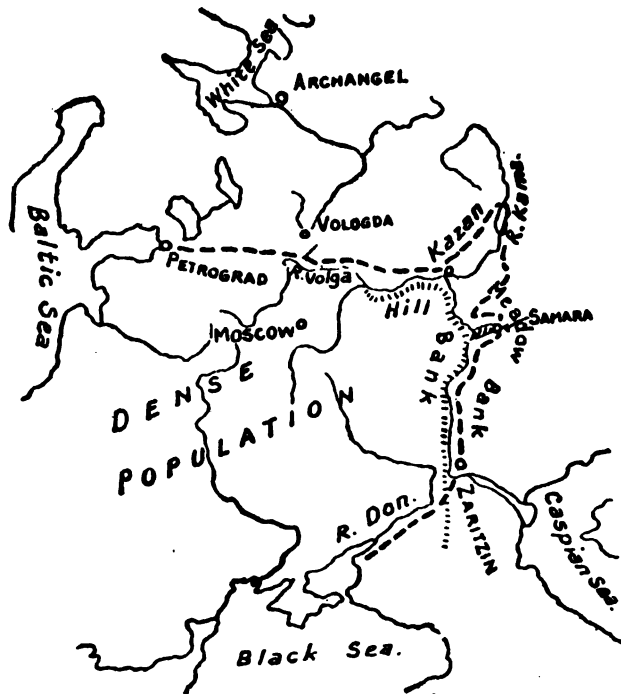 White Sea
ARCHANGEL
VOLOGDA
Baltic Sea
PETROGRAD
R. Volga
Kazan
R. Kama.
Hill
Bank
Meadow
Bank
SAMARA
MOSCOW
DENSE
POPULATION
R. Don.
ZARITZIN
Caspian Sea.
Black Sea.